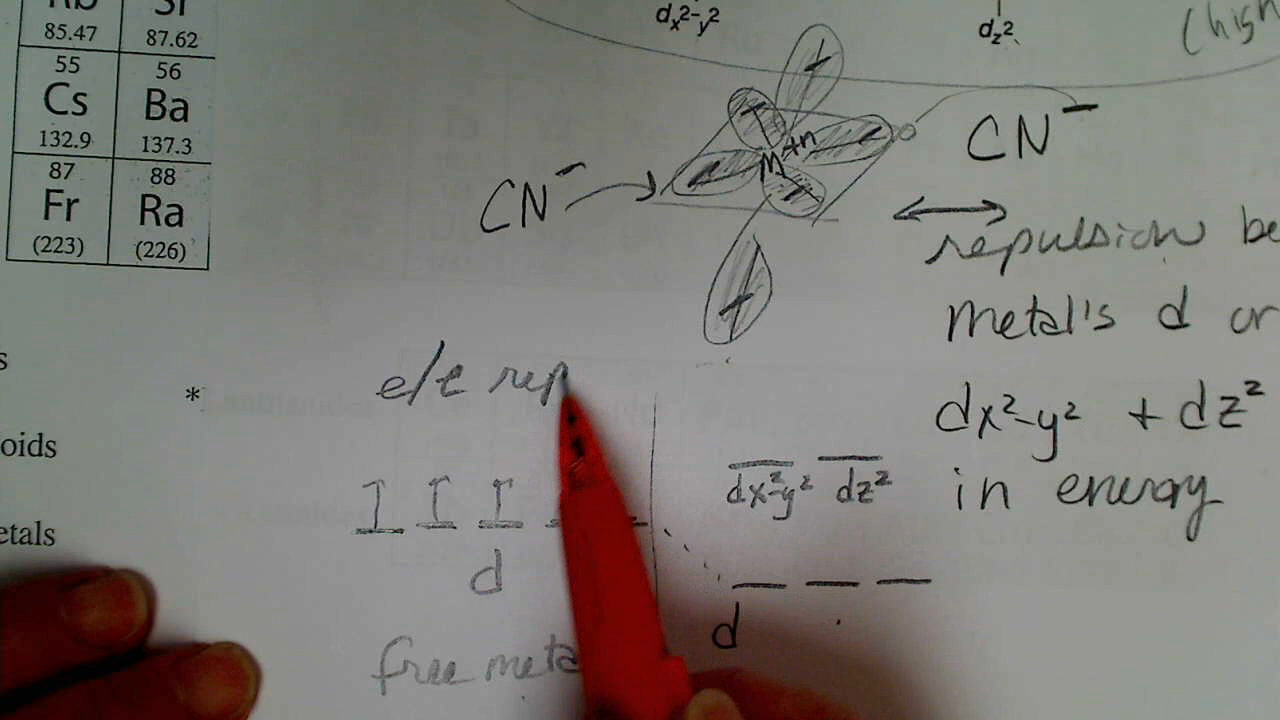 85.47 87.62
55 56
Cs Ba
132.9 137.3
87 88
Fr Ra
(223) (226)
oids
etals
dx²-y² dz²
(high
M+n
CN⁻
CN⁻
repulsion be
metal's d or
dx²-y² + dz²
in energy
* e/e rep
dx²-y² dz²
d
d
free meta